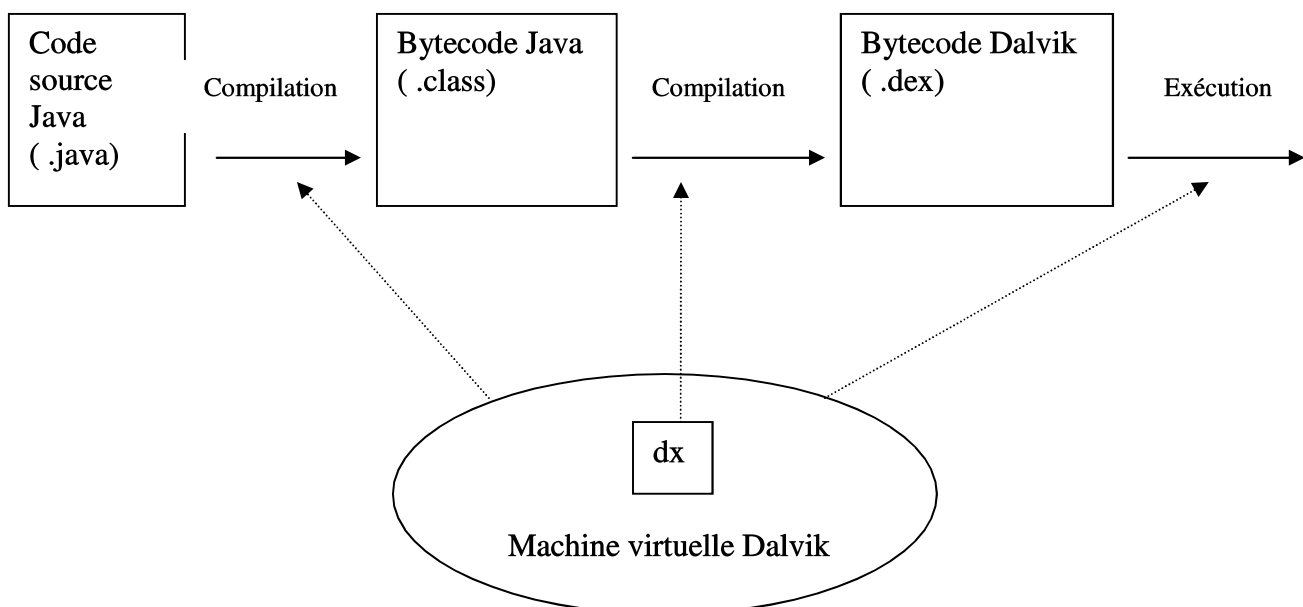 Code
source
Java
( .java)
Compilation
Bytecode Java
( .class)
Compilation
Bytecode Dalvik
( .dex)
Exécution
dx
Machine virtuelle Dalvik